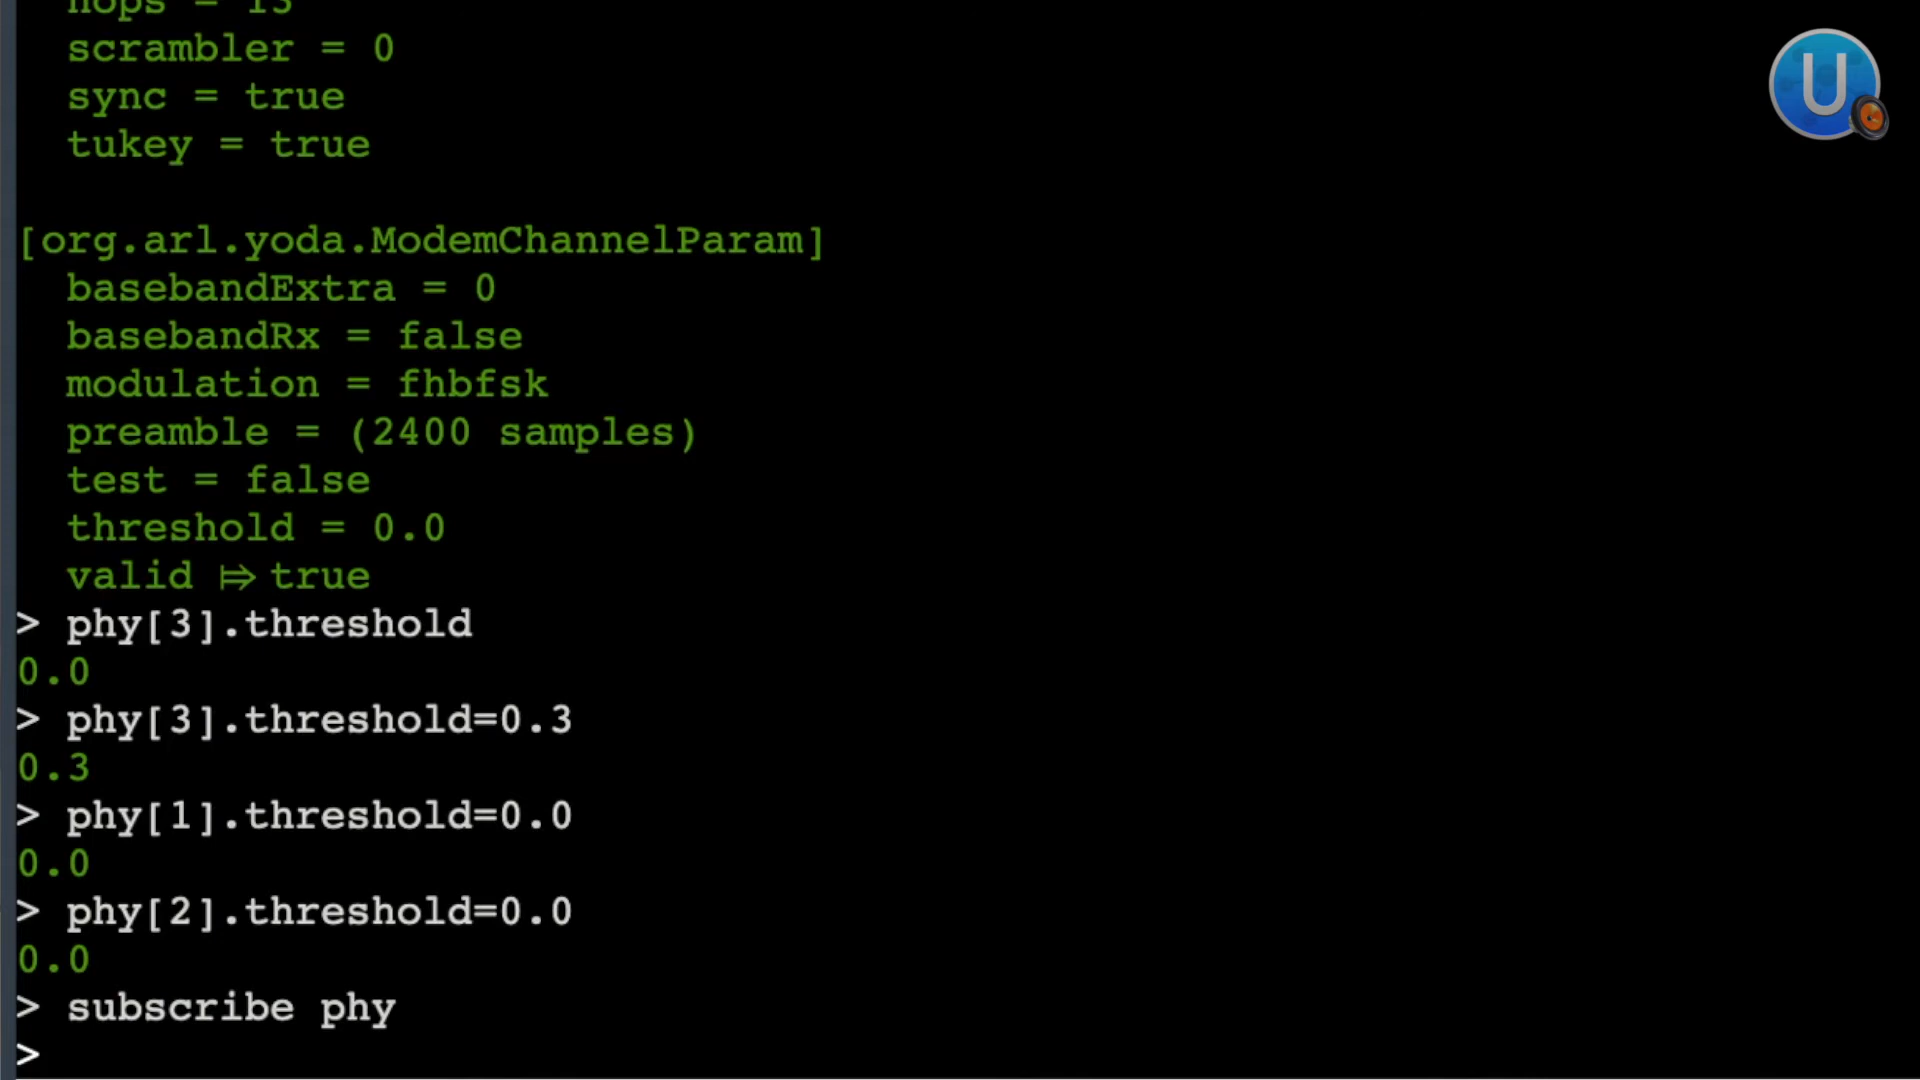 hops = 13
scrambler = 0
sync = true
tukey = true
[org.arl.yoda.ModemChannelParam]
basebandExtra = 0
basebandRx = false
modulation = fhbfsk
preamble = (2400 samples)
test = false
threshold = 0.0
valid ⤇ true
> phy[3].threshold
0.0
> phy[3].threshold=0.3
0.3
> phy[1].threshold=0.0
0.0
> phy[2].threshold=0.0
0.0
> subscribe phy
>
U